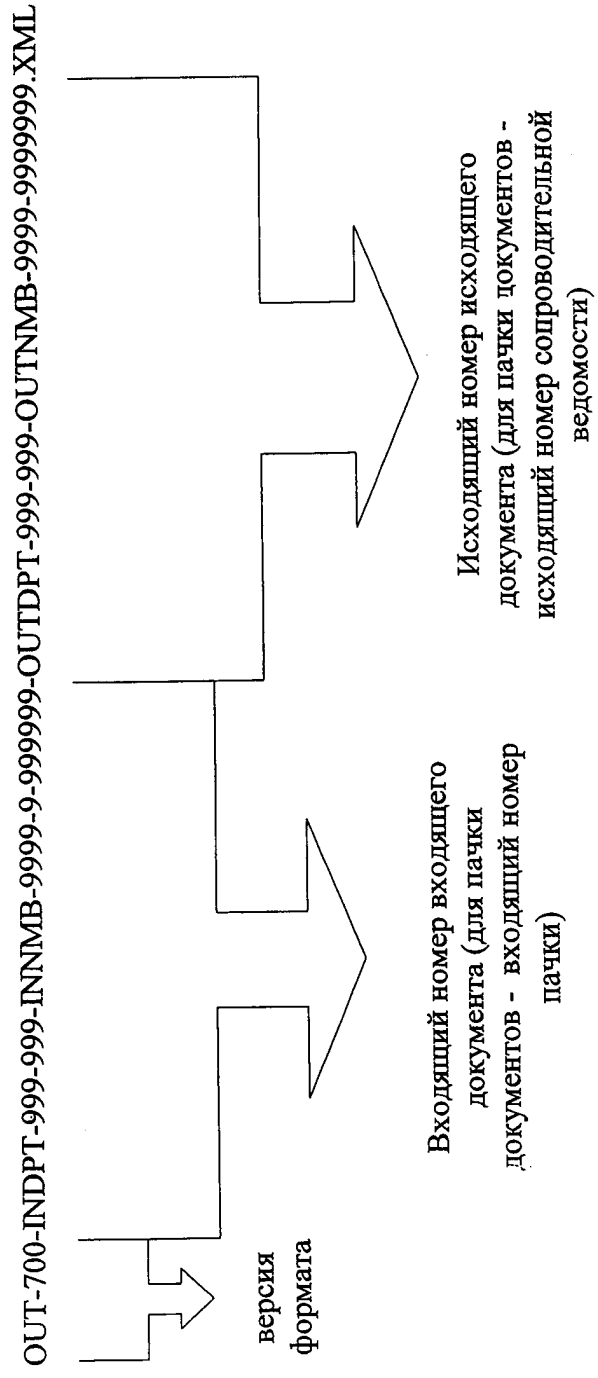 OUT-700-INDPT-999-999-INNMB-9999-9-999999-OUTDPT-999-999-OUTNMB-9999-99999999.XML
версия
формата
Входящий номер входящего
документа (для пачки
документов - входящий номер
пачки)
Исходящий номер исходящего
документа (для пачки документов -
исходящий номер сопроводительной
ведомости)